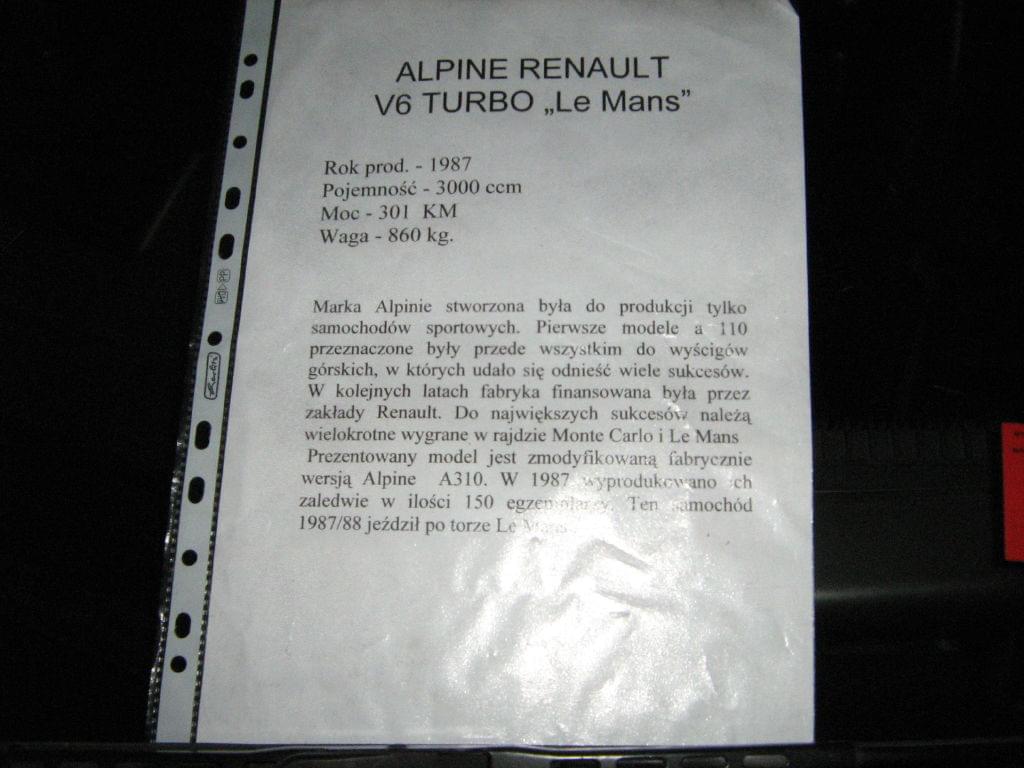 ALPINE RENAULT
V6 TURBO „Le Mans”
Rok prod. - 1987
Pojemność - 3000 ccm
Moc - 301 KM
Waga - 860 kg.
Marka Alpinie stworzona była do produkcji tylko
samochodów sportowych. Pierwsze modele a 110
przeznaczone były przede wszystkim do wyścigów
górskich, w których udało się odnieść wiele sukcesów.
W kolejnych latach fabryka finansowana była przez
zakłady Renault. Do największych sukcesów należą
wielokrotne wygrane w rajdzie Monte Carlo i Le Mans
Prezentowany model jest zmodyfikowaną fabrycznie
wersją Alpine A310. W 1987 wyprodukowano ich
zaledwie w ilości 150 egzemplarzy. Ten samochód
1987/88 jeździł po torze Le Mans